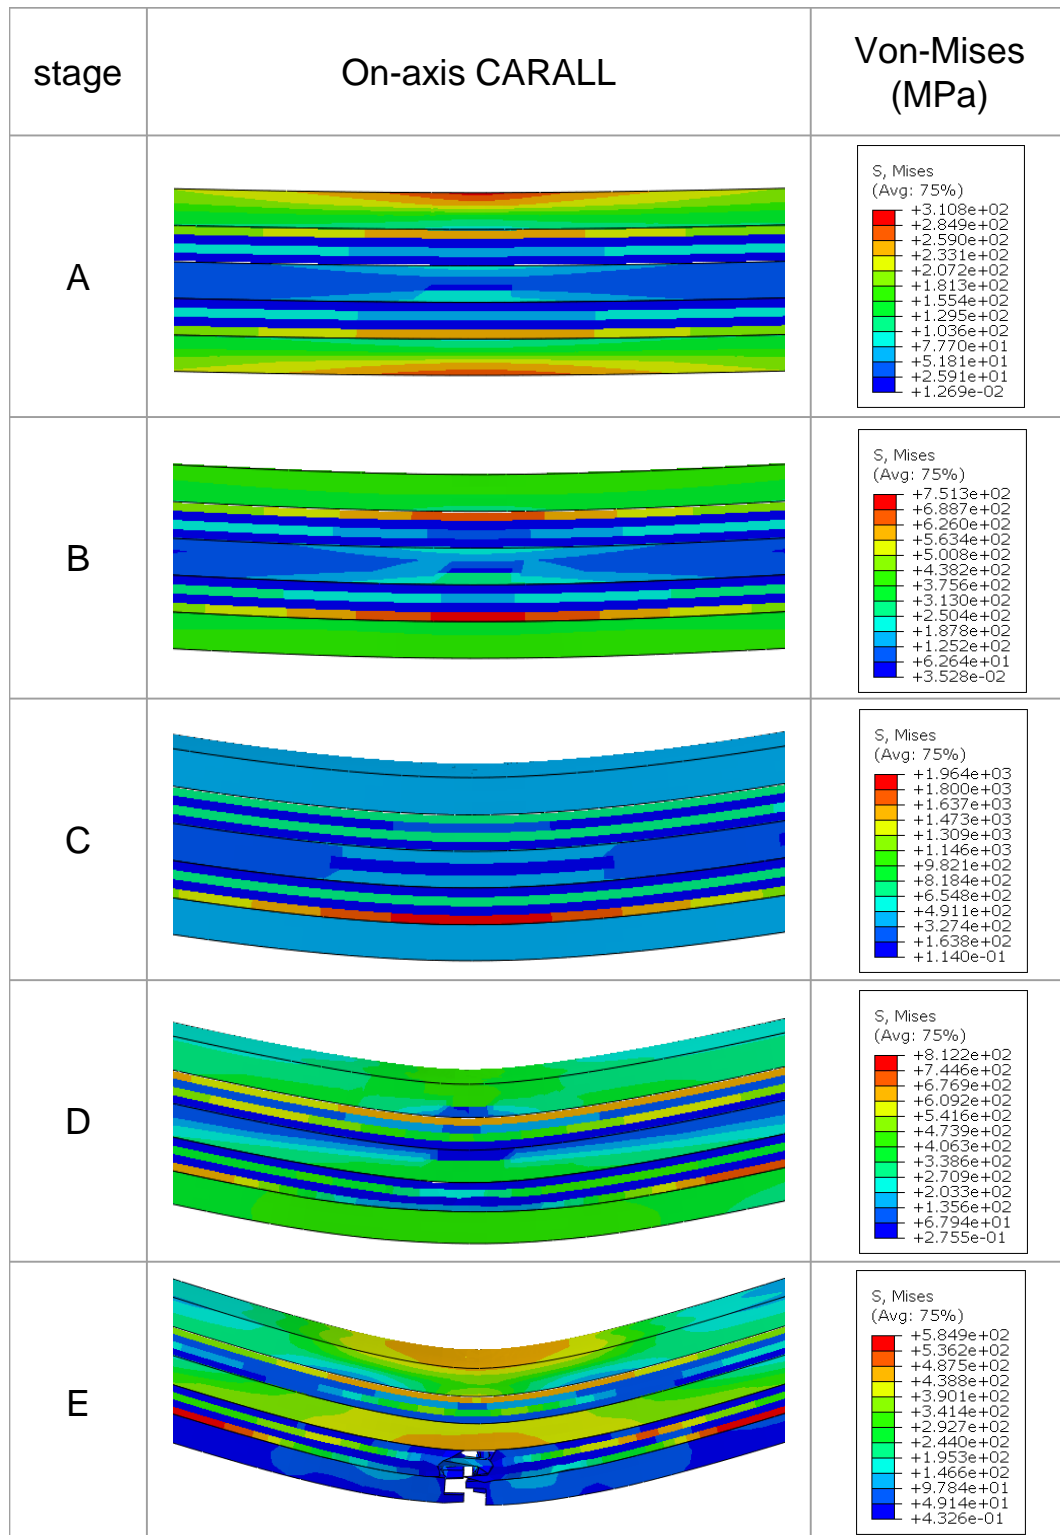 stage
On-axis CARALL
Von-Mises
(MPa)
A
S, Mises
(Avg: 75%)
+3.108e+02
+2.849e+02
+2.590e+02
+2.331e+02
+2.072e+02
+1.813e+02
+1.554e+02
+1.295e+02
+1.036e+02
+7.770e+01
+5.181e+01
+2.591e+01
+1.269e-02
B
S, Mises
(Avg: 75%)
+7.513e+02
+6.887e+02
+6.260e+02
+5.634e+02
+5.008e+02
+4.382e+02
+3.756e+02
+3.130e+02
+2.504e+02
+1.878e+02
+1.252e+02
+6.264e+01
+3.528e-02
C
S, Mises
(Avg: 75%)
+1.964e+03
+1.800e+03
+1.637e+03
+1.473e+03
+1.309e+03
+1.146e+03
+9.821e+02
+8.184e+02
+6.548e+02
+4.911e+02
+3.274e+02
+1.638e+02
+1.140e-01
D
S, Mises
(Avg: 75%)
+8.122e+02
+7.446e+02
+6.769e+02
+6.092e+02
+5.416e+02
+4.739e+02
+4.063e+02
+3.386e+02
+2.709e+02
+2.033e+02
+1.356e+02
+6.794e+01
+2.755e-01
E
S, Mises
(Avg: 75%)
+5.849e+02
+5.362e+02
+4.875e+02
+4.388e+02
+3.901e+02
+3.414e+02
+2.927e+02
+2.440e+02
+1.953e+02
+1.466e+02
+9.784e+01
+4.914e+01
+4.326e-01